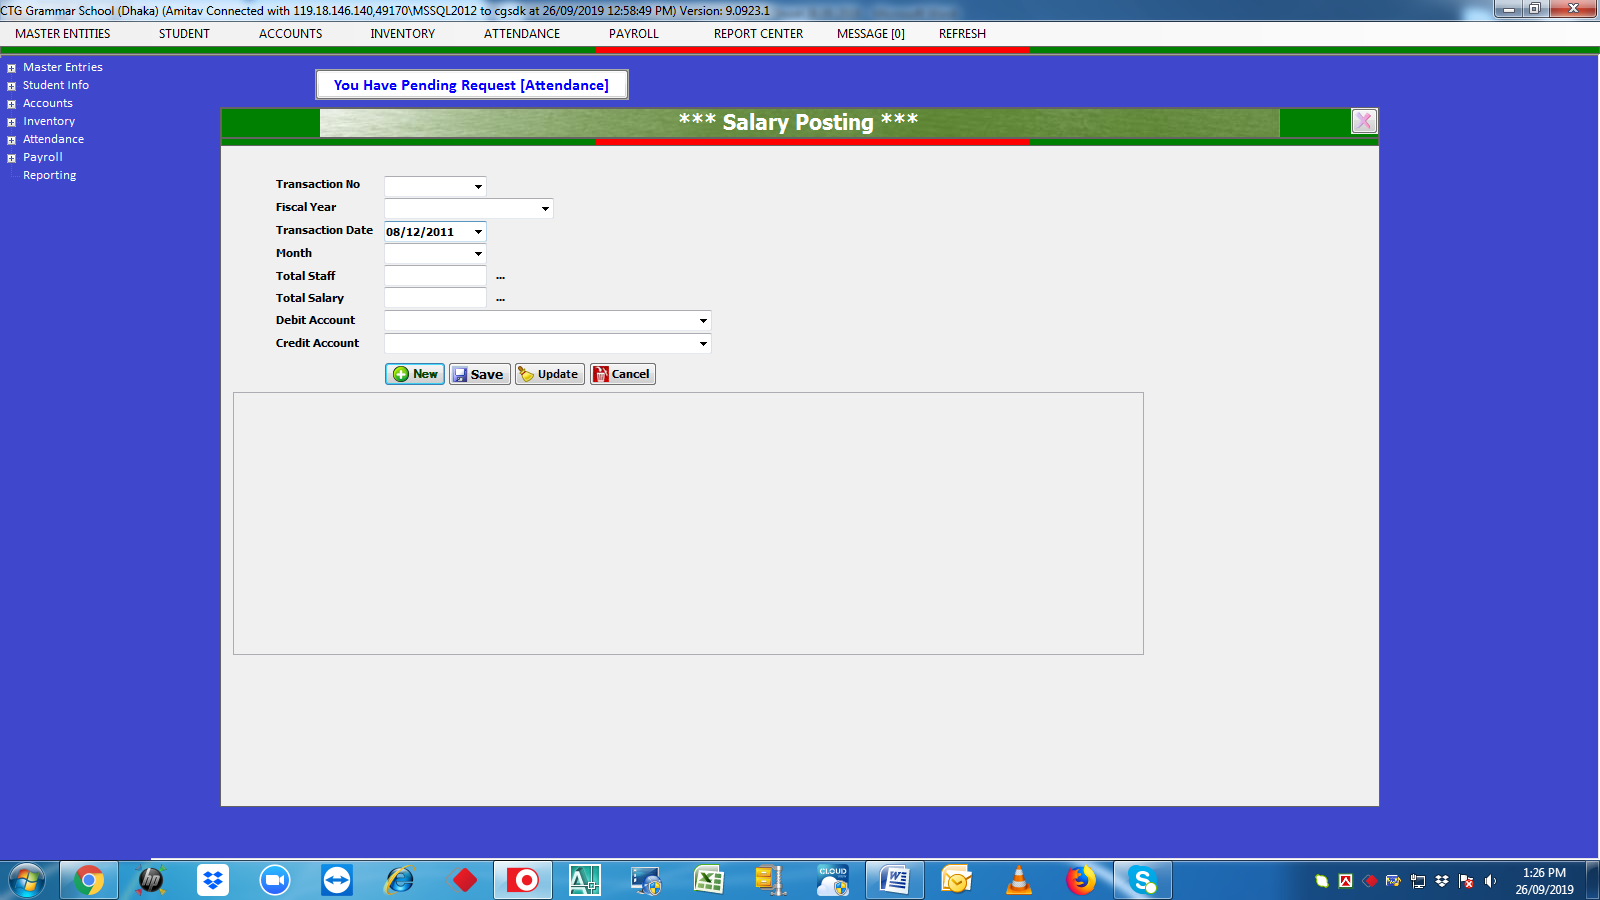 CTG Grammar School (Dhaka) (Amitav Connected with 119.18.146.140,49170\MSSQL2012 to cgsdk at 26/09/2019 12:58:49 PM) Version: 9.0923.1
MASTER ENTITIES STUDENT ACCOUNTS INVENTORY ATTENDANCE PAYROLL REPORT CENTER MESSAGE [0] REFRESH
Master Entries
Student Info
Accounts
Inventory
Attendance
Payroll
Reporting
You Have Pending Request [Attendance]
*** Salary Posting ***
Transaction No
Fiscal Year
Transaction Date 08/12/2011
Month
Total Staff ...
Total Salary ...
Debit Account
Credit Account
New Save Update Cancel
hp
CLOUD
1:26 PM
26/09/2019